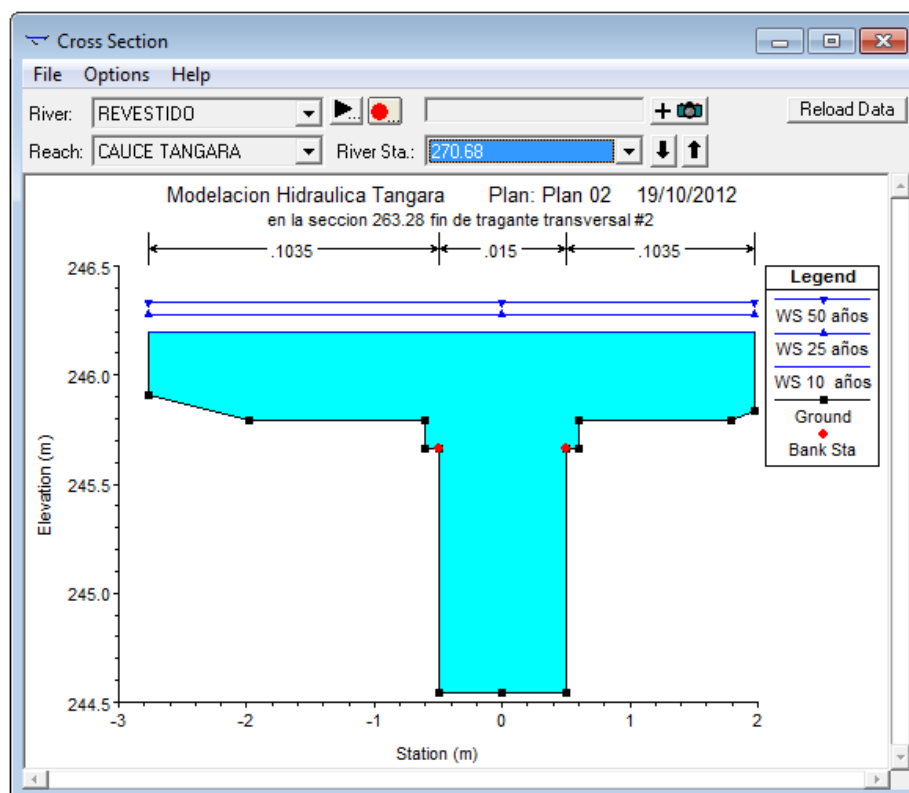 Cross Section
File Options Help
River: REVESTIDO
Reload Data
Reach: CAUCE TANGARA River Sta.: 270.68
Modelacion Hidraulica Tangara Plan: Plan 02 19/10/2012
en la seccion 263.28 fin de tragante transversal #2
.1035 .015 .1035
246.5
246.0
245.5
245.0
244.5
Elevation (m)
-3 -2 -1 0 1 2
Station (m)
Legend
WS 50 años
WS 25 años
WS 10 años
Ground
Bank Sta